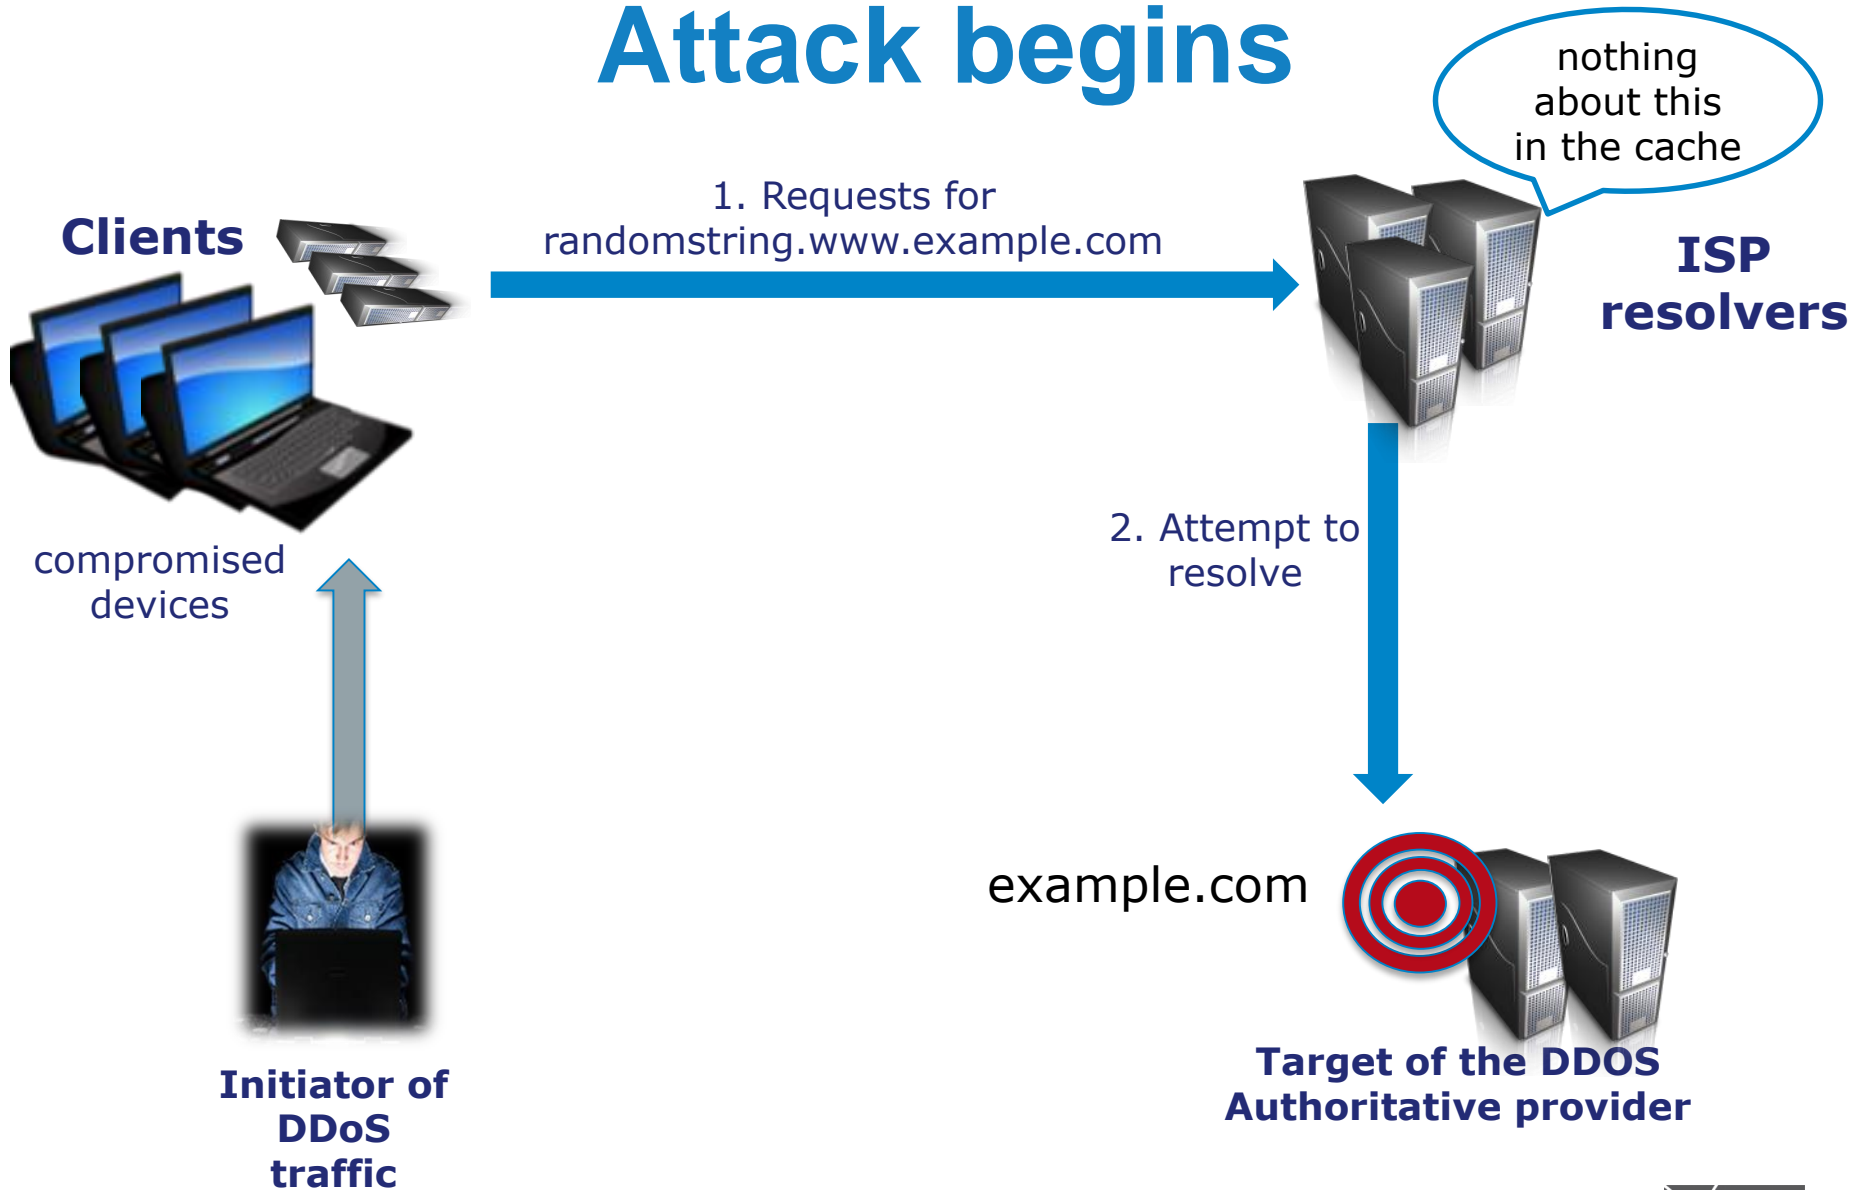 Attack begins
nothing
about this
in the cache
1. Requests for
randomstring.www.example.com
Clients
ISP
resolvers
compromised
devices
2. Attempt to
resolve
example.com
Initiator of
DDoS
traffic
Target of the DDOS
Authoritative provider